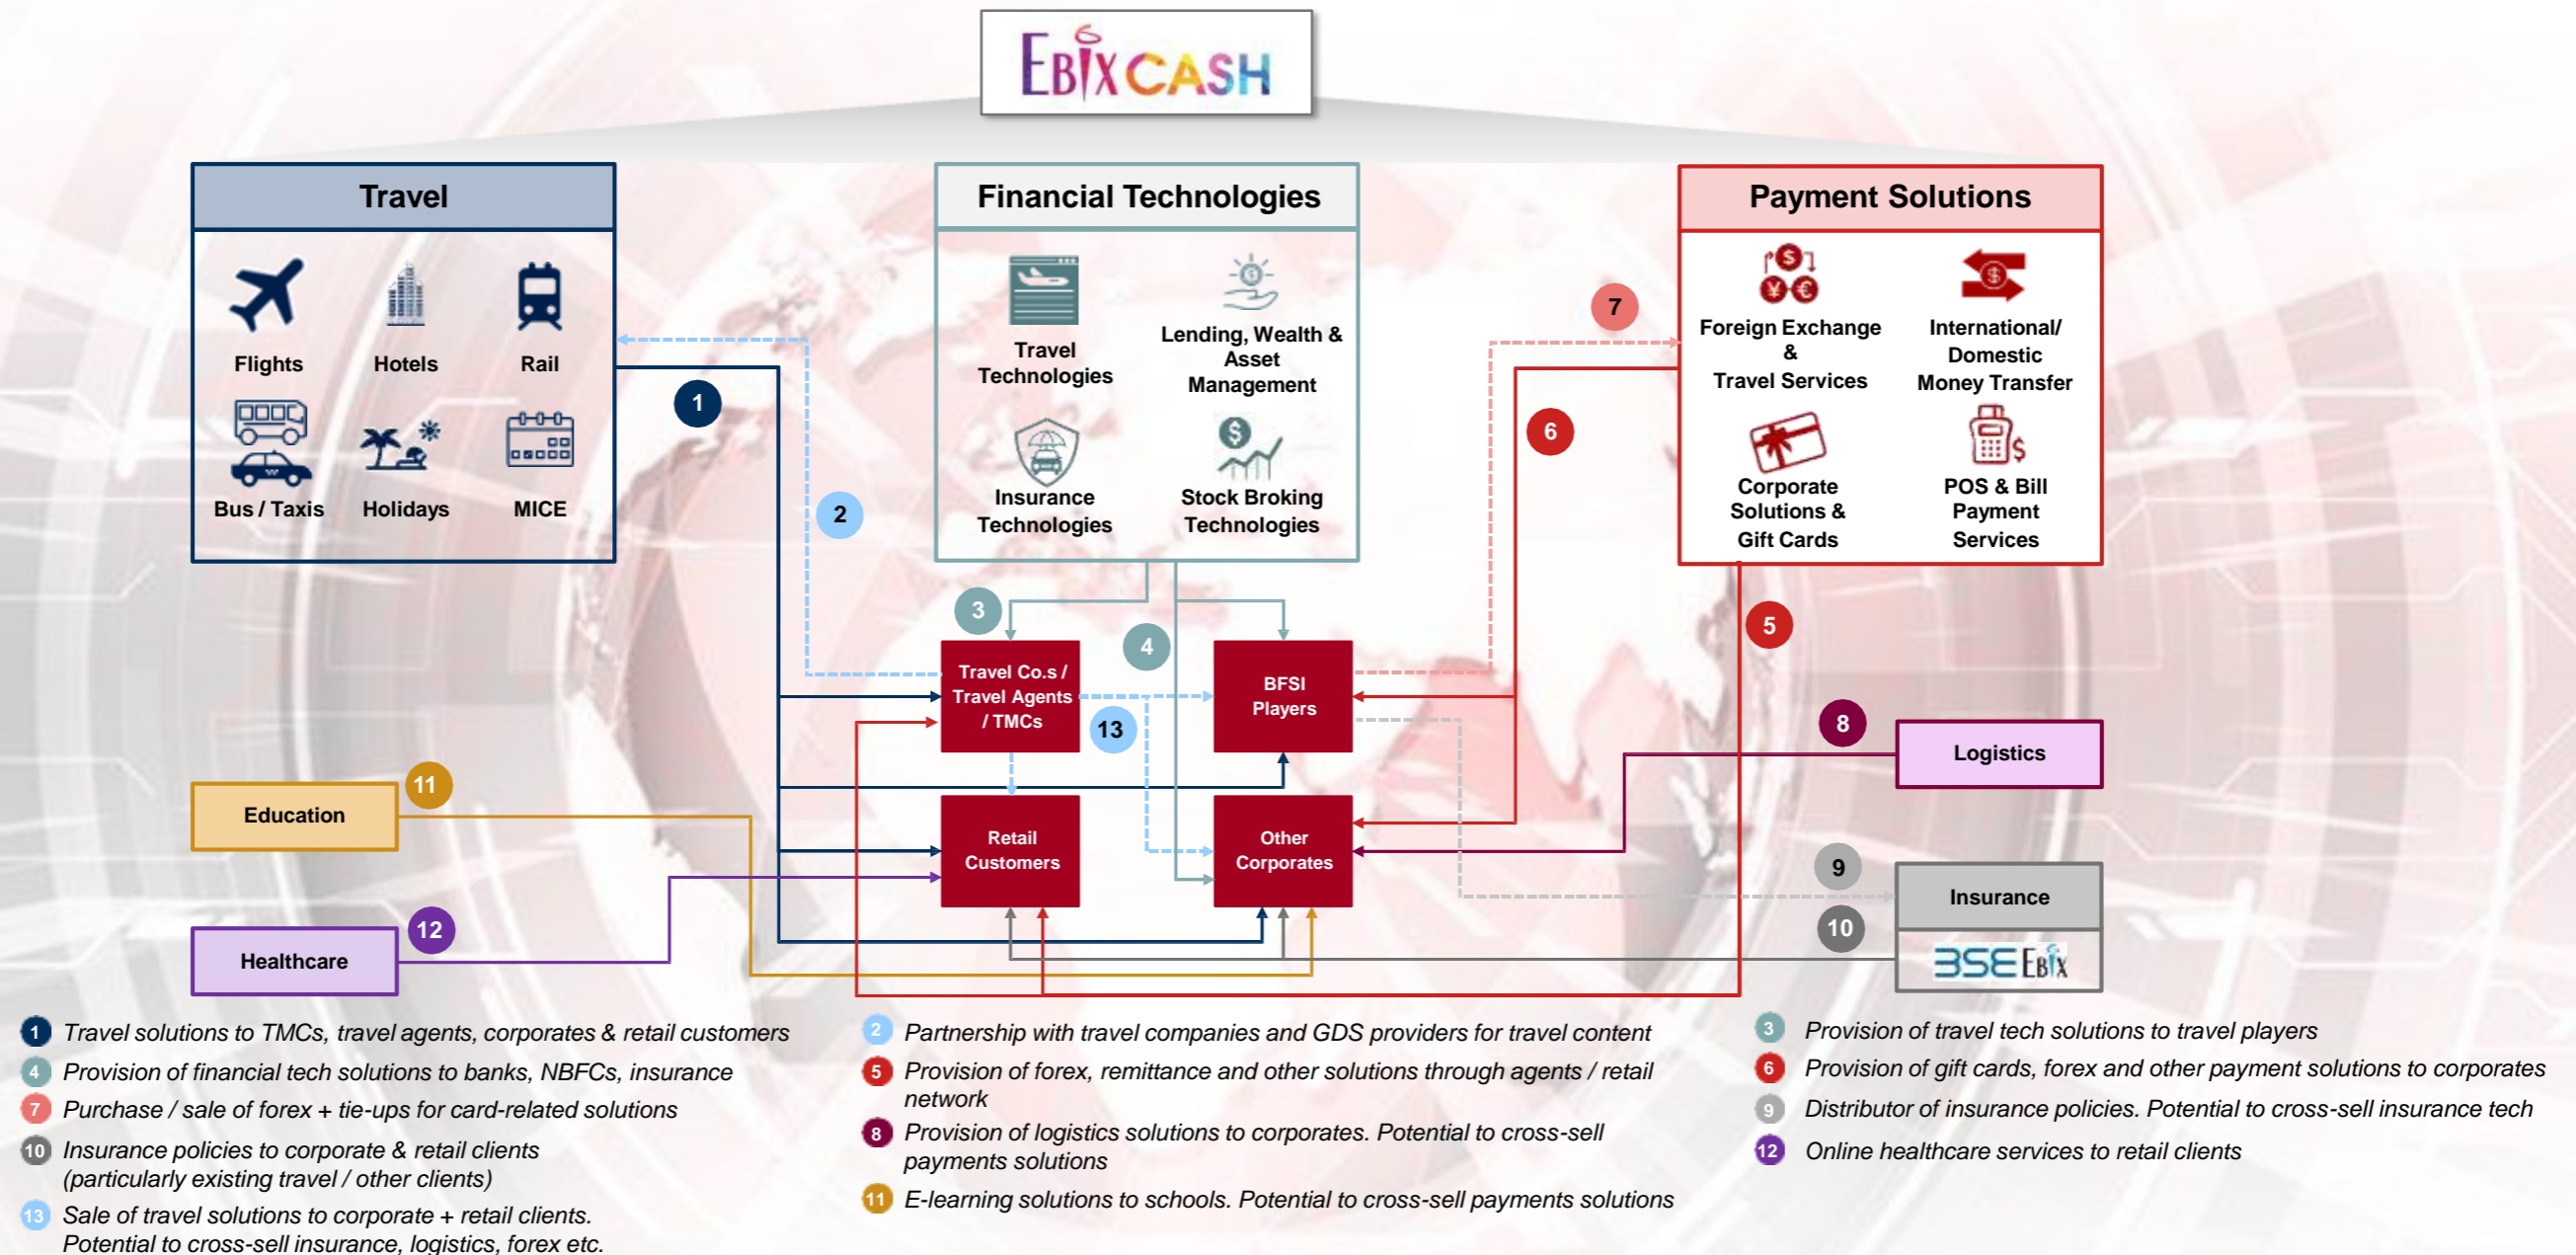 EBIXCASH
Travel
Flights
Hotels
Rail
Bus / Taxis
Holidays
MICE
Financial Technologies
Travel
Technologies
Lending, Wealth &
Asset
Management
Insurance
Technologies
Stock Broking
Technologies
Payment Solutions
Foreign Exchange
&
Travel Services
International/
Domestic
Money Transfer
Corporate
Solutions &
Gift Cards
POS & Bill
Payment
Services
1
2
3
4
5
6
7
Travel Co.s /
Travel Agents
/ TMCs
13
BFSI
Players
Retail
Customers
Other
Corporates
8
Logistics
11
Education
12
Healthcare
9
Insurance
10
BSE EBIX
1 Travel solutions to TMCs, travel agents, corporates & retail customers
4 Provision of financial tech solutions to banks, NBFCs, insurance
7 Purchase / sale of forex + tie-ups for card-related solutions
10 Insurance policies to corporate & retail clients
(particularly existing travel / other clients)
13 Sale of travel solutions to corporate + retail clients.
Potential to cross-sell insurance, logistics, forex etc.
2 Partnership with travel companies and GDS providers for travel content
5 Provision of forex, remittance and other solutions through agents / retail
network
8 Provision of logistics solutions to corporates. Potential to cross-sell
payments solutions
11 E-learning solutions to schools. Potential to cross-sell payments solutions
3 Provision of travel tech solutions to travel players
6 Provision of gift cards, forex and other payment solutions to corporates
9 Distributor of insurance policies. Potential to cross-sell insurance tech
12 Online healthcare services to retail clients